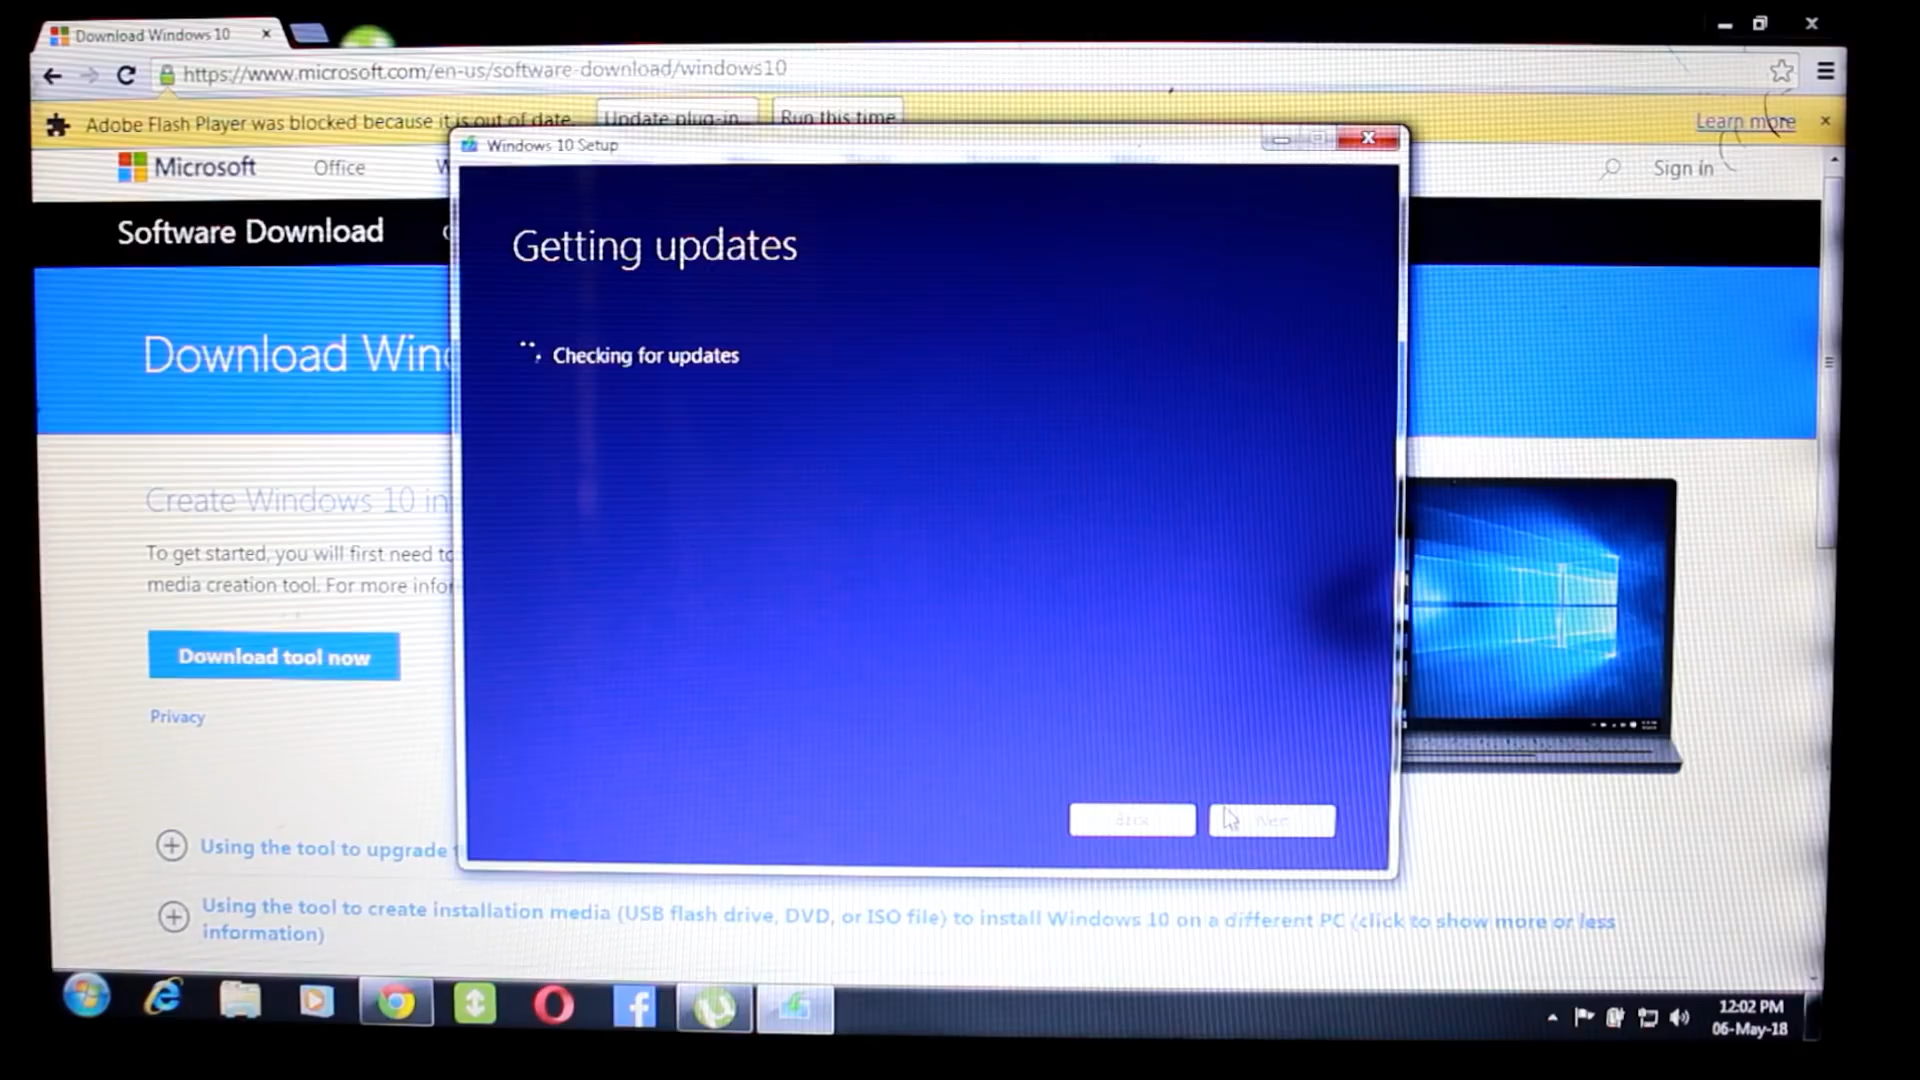 Download Windows 10
https://www.microsoft.com/en-us/software-download/windows10
Adobe Flash Player was blocked because it is out of date.
Update plug-in...
Run this time
Learn more
Windows 10 Setup
Microsoft
Office
W
Sign in
Software Download
Getting updates
Download Wind
Checking for updates
Create Windows 10 in
To get started, you will first need to
media creation tool. For more infor
Download tool now
Privacy
Back
Using the tool to upgrade
Using the tool to create installation media (USB flash drive, DVD, or ISO file) to install Windows 10 on a different PC (click to show more or less
information)
12:02 PM
06-May-18